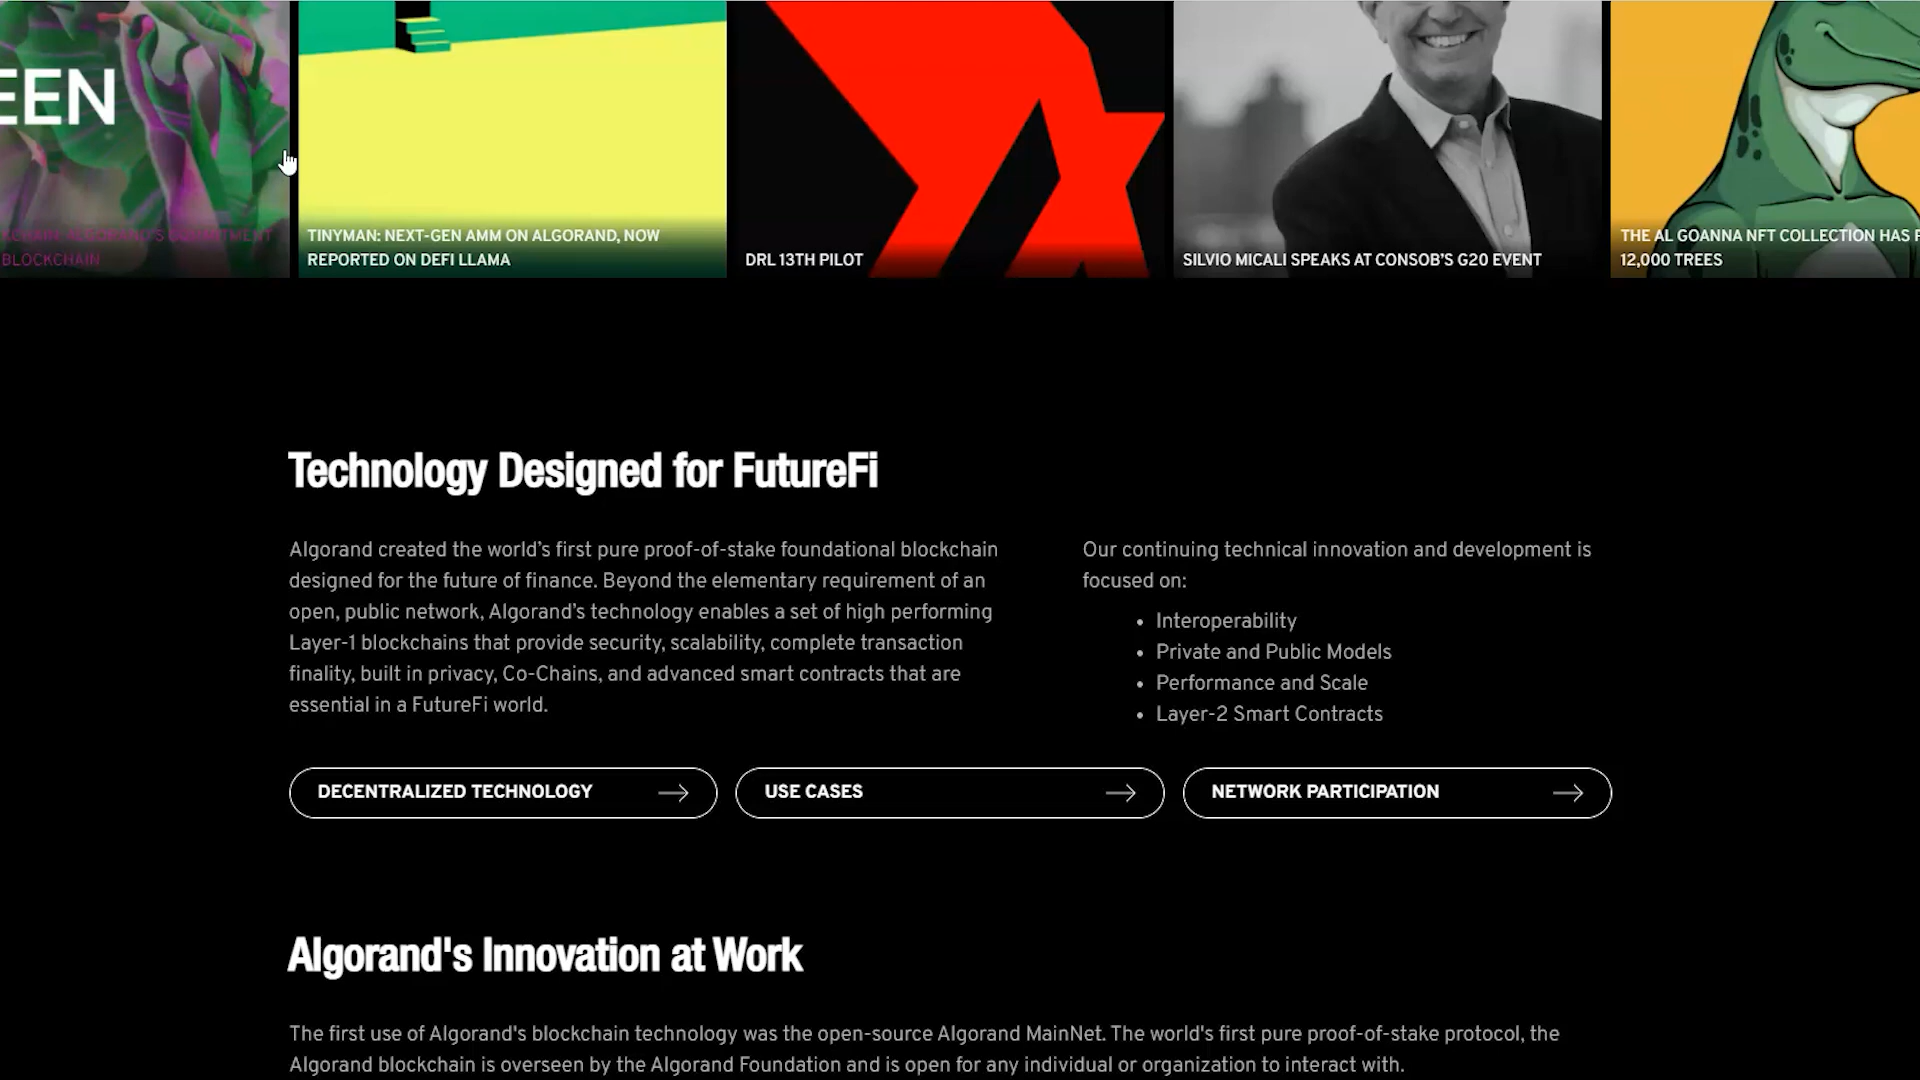 EEN
BLOCKCHAIN
TINYMAN: NEXT-GEN AMM ON ALGORAND, NOW
REPORTED ON DEFI LLAMA
DRL 13TH PILOT
SILVIO MICALI SPEAKS AT CONSOB'S G20 EVENT
THE AL GOANNA NFT COLLECTION HAS
12,000 TREES
Technology Designed for FutureFi
Algorand created the world's first pure proof-of-stake foundational blockchain
designed for the future of finance. Beyond the elementary requirement of an
open, public network, Algorand's technology enables a set of high performing
Layer-1 blockchains that provide security, scalability, complete transaction
finality, built in privacy, Co-Chains, and advanced smart contracts that are
essential in a FutureFi world.
Our continuing technical innovation and development is
focused on:
• Interoperability
• Private and Public Models
• Performance and Scale
• Layer-2 Smart Contracts
DECENTRALIZED TECHNOLOGY
USE CASES
NETWORK PARTICIPATION
Algorand's Innovation at Work
The first use of Algorand's blockchain technology was the open-source Algorand MainNet. The world's first pure proof-of-stake protocol, the
Algorand blockchain is overseen by the Algorand Foundation and is open for any individual or organization to interact with.